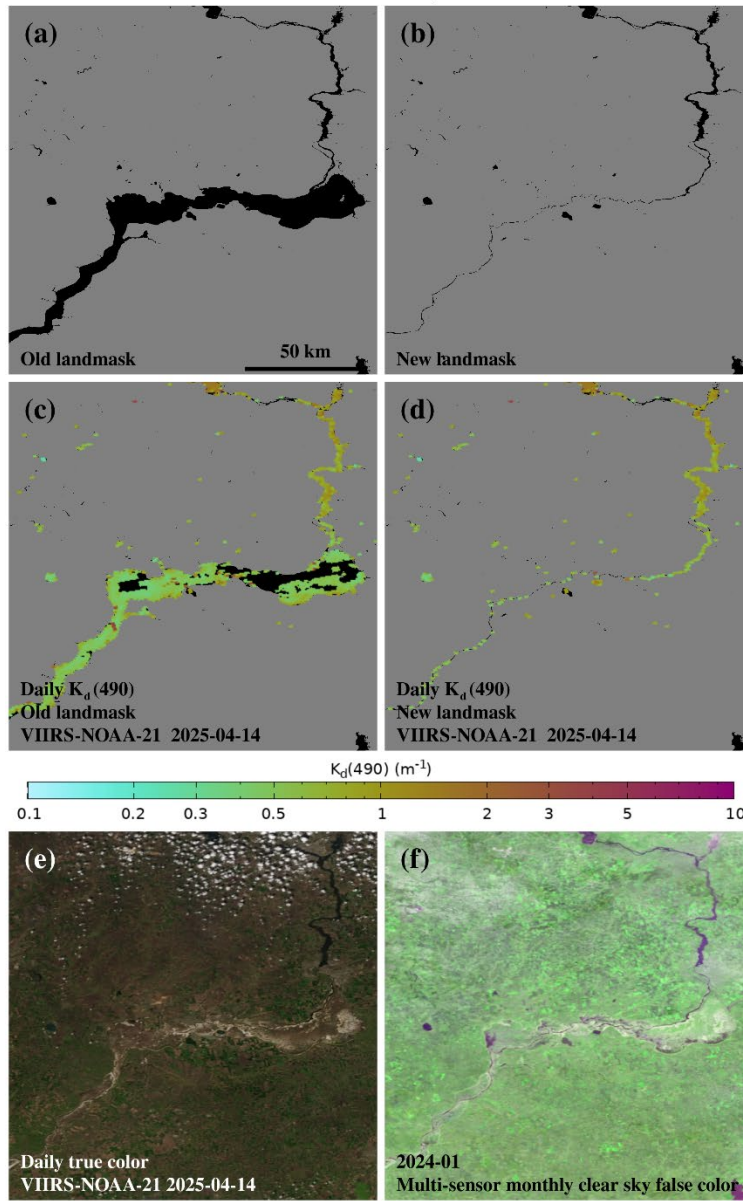 (a)
Old landmask
50 km
(b)
New landmask
(c)
Daily K_d(490)
Old landmask
VIIRS-NOAA-21 2025-04-14
(d)
Daily K_d(490)
New landmask
VIIRS-NOAA-21 2025-04-14
K_d(490) (m⁻¹)
0.1 0.2 0.3 0.5 1 2 3 5 10
(e)
Daily true color
VIIRS-NOAA-21 2025-04-14
(f)
2024-01
Multi-sensor monthly clear sky false color